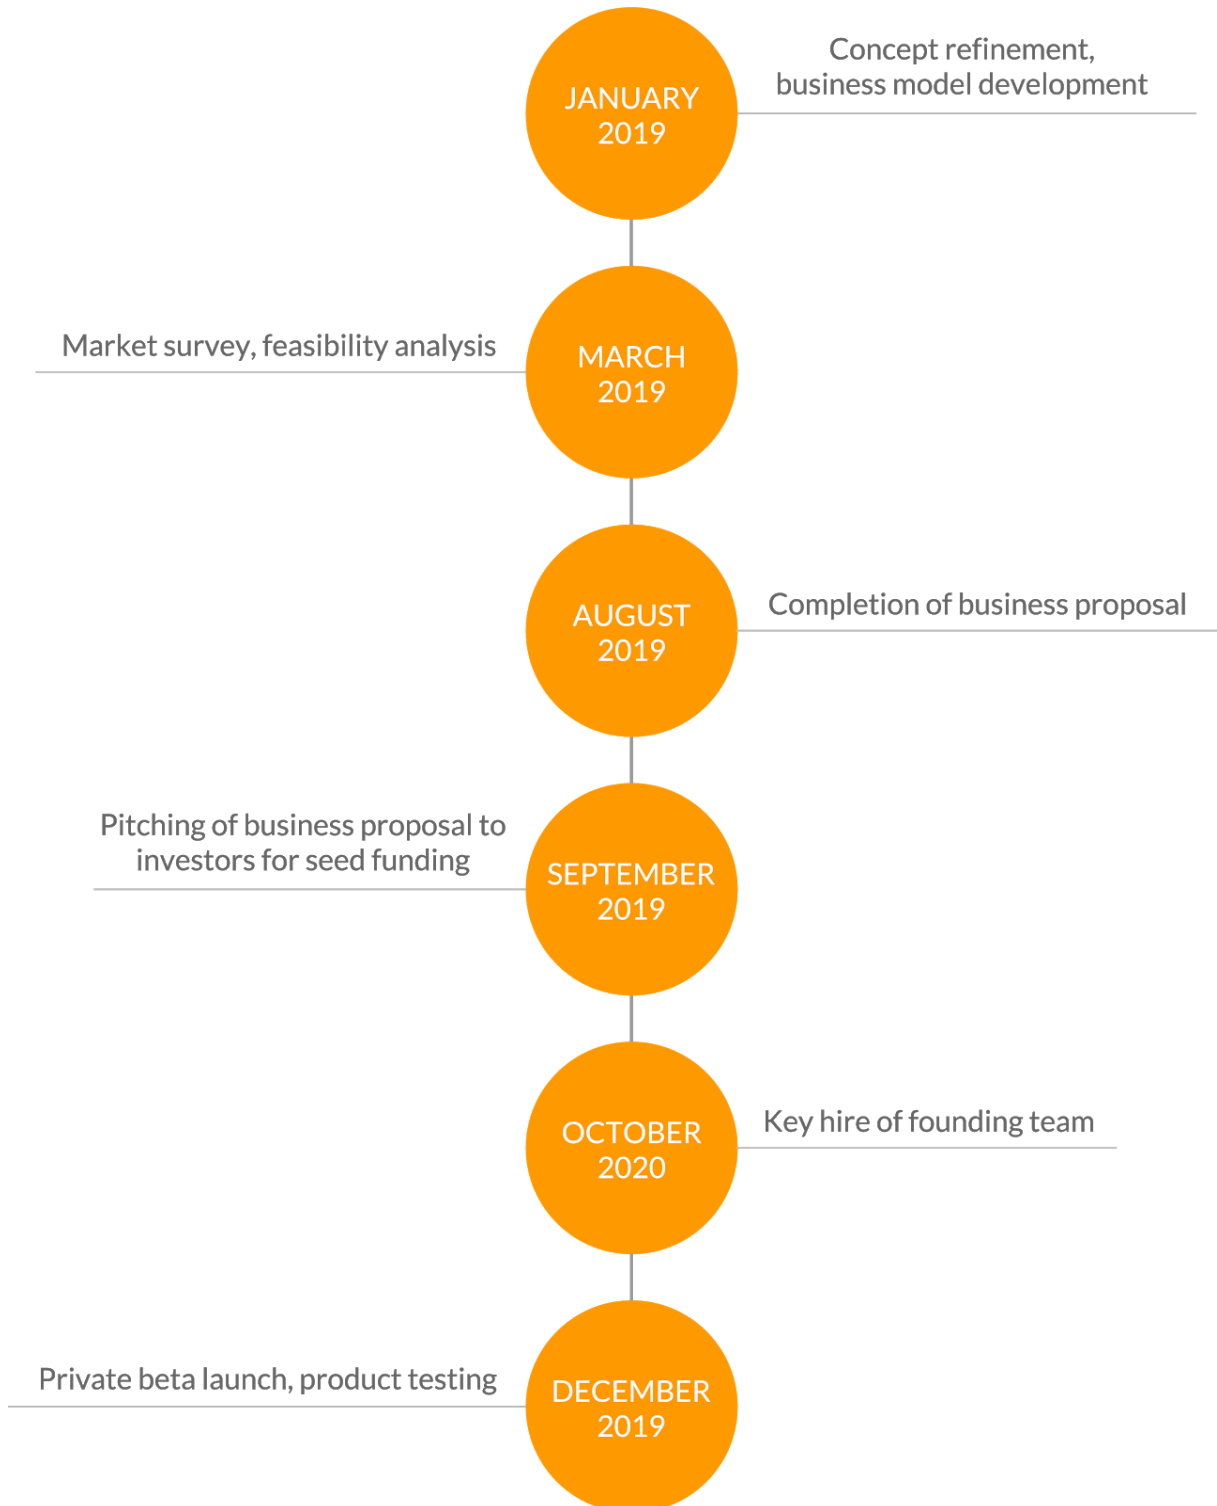 JANUARY
2019
Concept refinement,
business model development
Market survey, feasibility analysis
MARCH
2019
AUGUST
2019
Completion of business proposal
Pitching of business proposal to
investors for seed funding
SEPTEMBER
2019
OCTOBER
2020
Key hire of founding team
Private beta launch, product testing
DECEMBER
2019